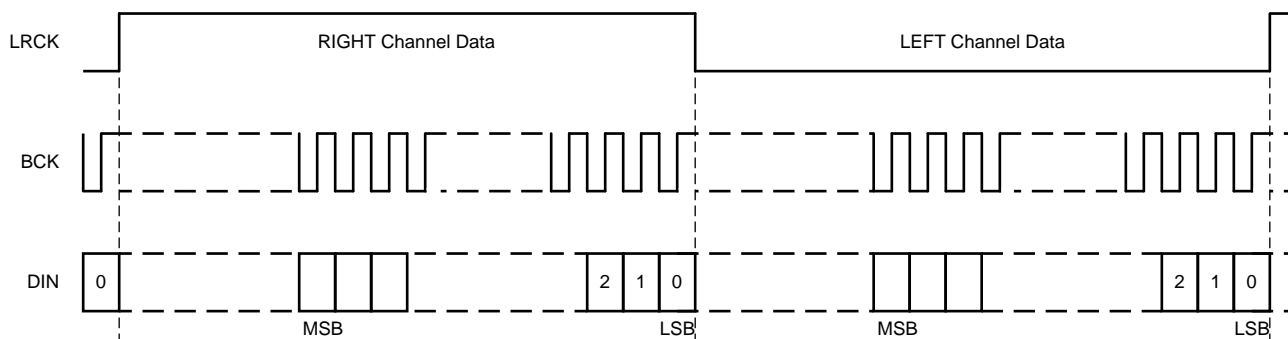 LRCK RIGHT Channel Data LEFT Channel Data
BCK
DIN 0 2 1 0 2 1 0
MSB LSB MSB LSB